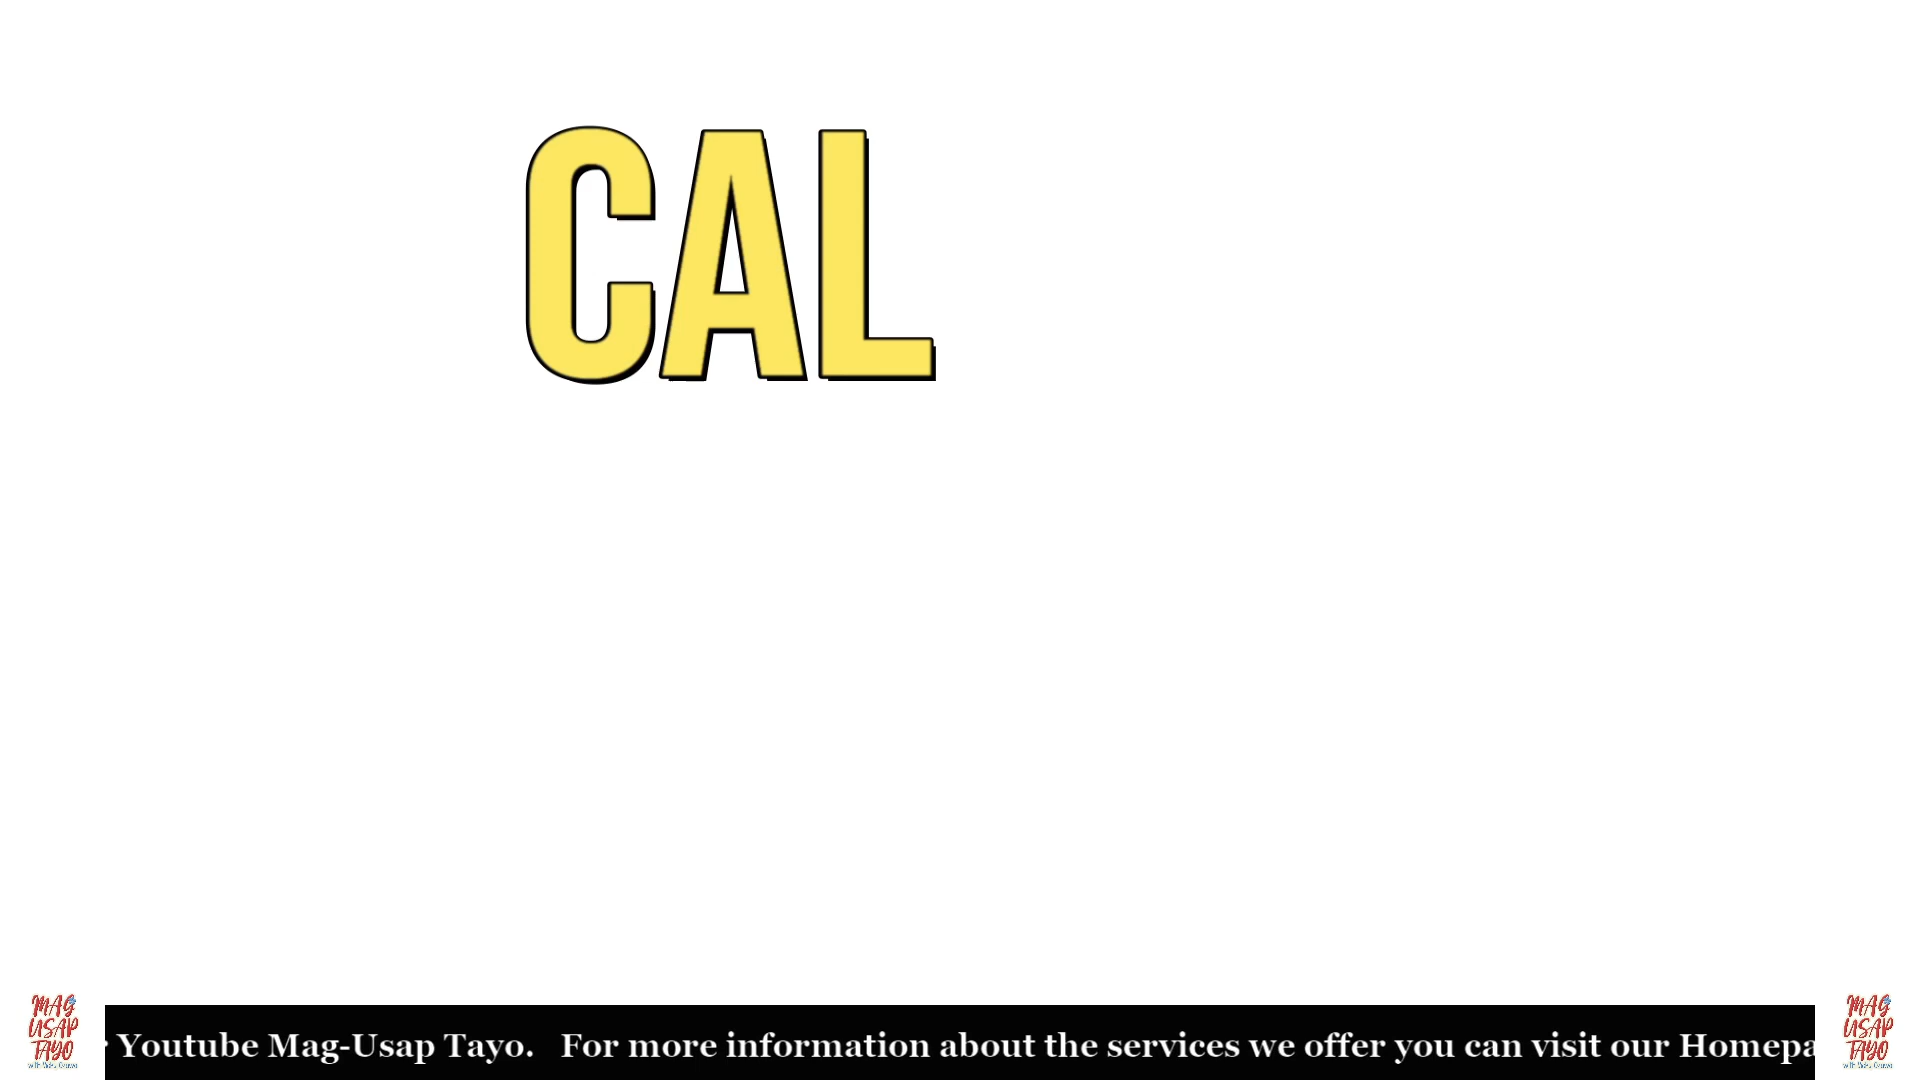 CAL
MAG
USAP
TAYO
Youtube Mag-Usap Tayo. For more information about the services we offer you can visit our Homepa
MAG
USAP
TAYO